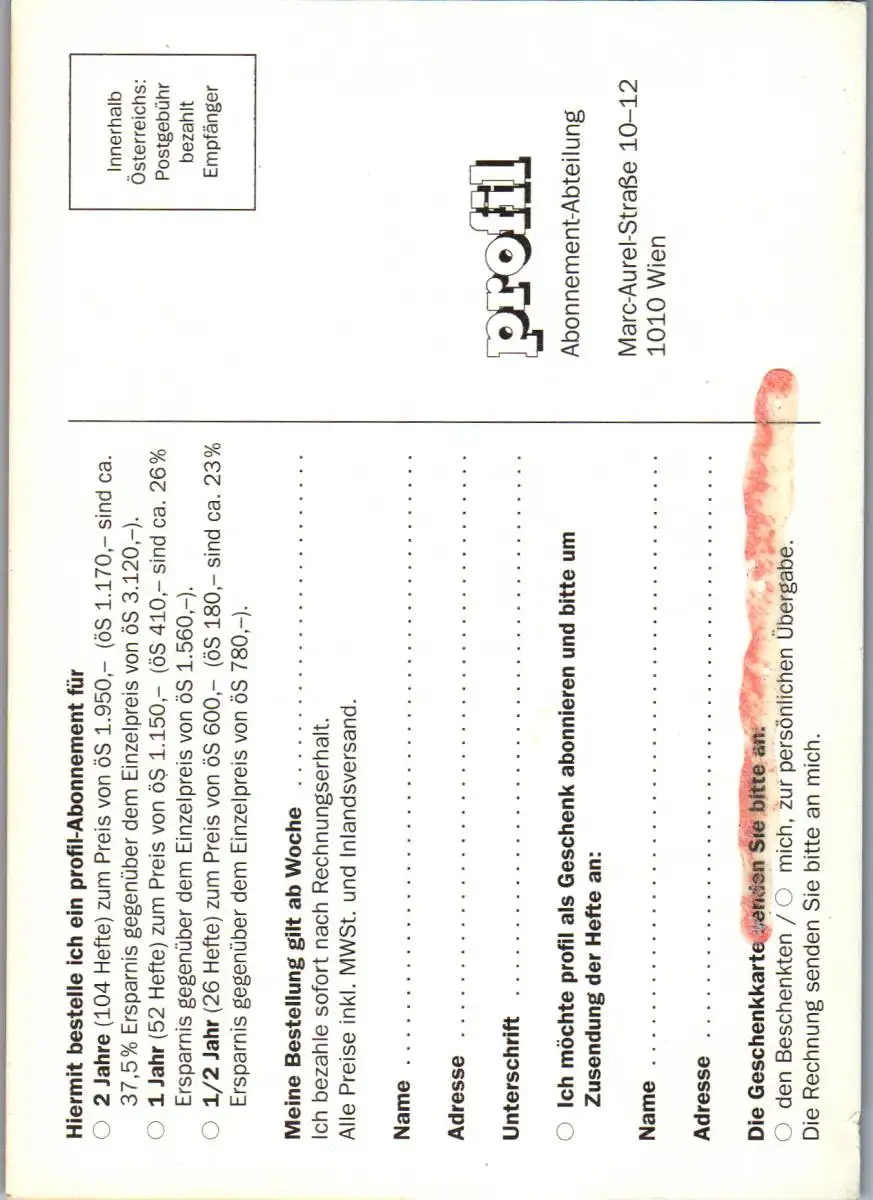 Hiermit bestelle ich ein profil-Abonnement für
○ 2 Jahre (104 Hefte) zum Preis von öS 1.950,– (öS 1.170,– sind ca.
37,5% Ersparnis gegenüber dem Einzelpreis von öS 3.120,–).
○ 1 Jahr (52 Hefte) zum Preis von öS 1.150,– (öS 410,– sind ca. 26%
Ersparnis gegenüber dem Einzelpreis von öS 1.560,–).
○ 1/2 Jahr (26 Hefte) zum Preis von öS 600,– (öS 180,– sind ca. 23%
Ersparnis gegenüber dem Einzelpreis von öS 780,–).
Meine Bestellung gilt ab Woche
Ich bezahle sofort nach Rechnungserhalt.
Alle Preise inkl. MWSt. und Inlandsversand.
Name
Adresse
Unterschrift
○ Ich möchte profil als Geschenk abonnieren und bitte um
Zusendung der Hefte an:
Name
Adresse
Die Geschenkkarte senden Sie bitte an:
○ den Beschenkten / ○ mich, zur persönlichen Übergabe.
Die Rechnung senden Sie bitte an mich.
Innerhalb
Österreichs:
Postgebühr
bezahlt
Empfänger
profil
Abonnement-Abteilung
Marc-Aurel-Straße 10–12
1010 Wien